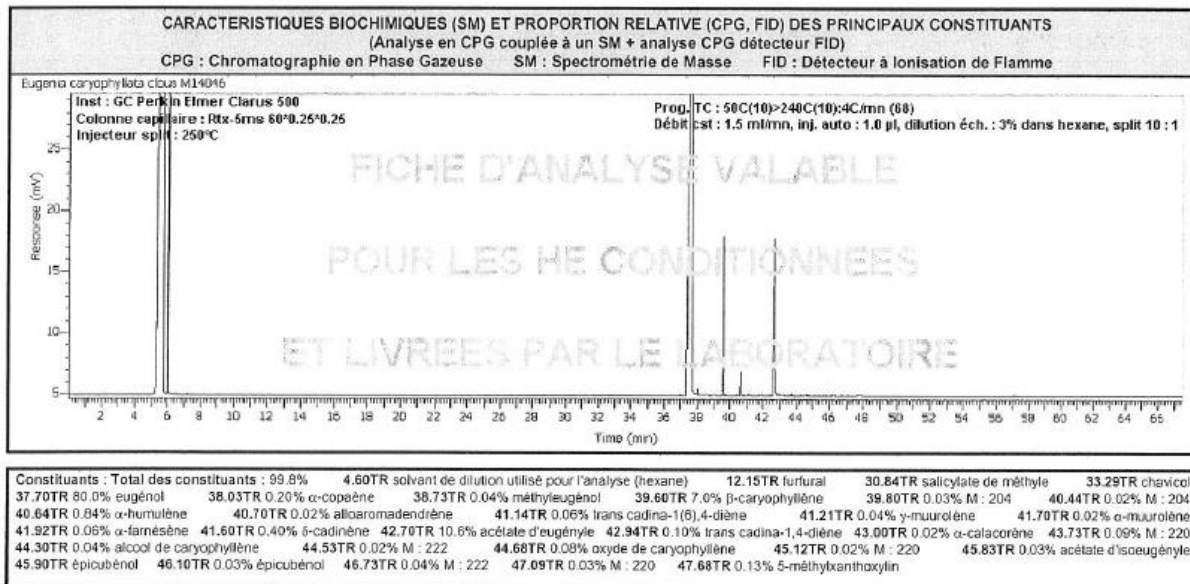 CARACTERISTIQUES BIOCHIMIQUES (SM) ET PROPORTION RELATIVE (CPG, FID) DES PRINCIPAUX CONSTITUANTS
(Analyse en CPG couplée à un SM + analyse CPG détecteur FID)
CPG : Chromatographie en Phase Gazeuse SM : Spectrométrie de Masse FID : Détecteur à Ionisation de Flamme
Eugenia caryophyllata clous M14046
Inst : GC Perkin Elmer Clarus 500
Colonne capillaire : Rtx-5ms 60*0.25*0.25
Injecteur split : 250°C
Prog. TC : 50C(10)>240C(10):4C/mn (68)
Débit cst : 1.5 ml/mn, inj. auto : 1.0 µl, dilution éch. : 3% dans hexane, split 10 : 1
FICHE D'ANALYSE VALABLE
POUR LES HE CONDITIONNEES
ET LIVREES PAR LE LABORATOIRE
Response (mV)
25
20
15
10
5
2 4 6 8 10 12 14 16 18 20 22 24 26 28 30 32 34 36 38 40 42 44 46 48 50 52 54 56 58 60 62 64 66
Time (min)
Constituants : Total des constituants : 99.8% 4.60TR solvant de dilution utilisé pour l'analyse (hexane) 12.15TR furfural 30.84TR salicylate de méthyle 33.29TR chavicol
37.70TR 80.0% eugénol 38.03TR 0.20% α-copaène 38.73TR 0.04% méthyleugénol 39.60TR 7.0% β-caryophyllène 39.80TR 0.03% M : 204 40.44TR 0.02% M : 204
40.64TR 0.84% α-humulène 40.70TR 0.02% alloaromadendrène 41.14TR 0.06% trans cadina-1(6),4-diène 41.21TR 0.04% γ-muurolène 41.70TR 0.02% α-muurolène
41.92TR 0.06% α-farnésène 41.60TR 0.40% δ-cadinène 42.70TR 10.6% acétate d'eugényle 42.94TR 0.10% trans cadina-1,4-diène 43.00TR 0.02% α-calacorène 43.73TR 0.09% M : 220
44.30TR 0.04% alcool de caryophyllène 44.53TR 0.02% M : 222 44.68TR 0.08% oxyde de caryophyllène 45.12TR 0.02% M : 220 45.83TR 0.03% acétate d'isoeugényle
45.90TR épicubénol 46.10TR 0.03% épicubénol 46.73TR 0.04% M : 222 47.09TR 0.03% M : 220 47.68TR 0.13% 5-méthylxanthoxylin